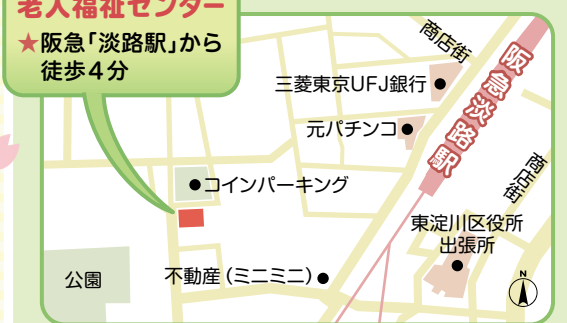 老人福祉センター
★阪急「淡路駅」から
徒歩4分
商店街
三菱東京UFJ銀行
元パチンコ
阪急淡路駅
商店街
コインパーキング
東淀川区役所
出張所
公園
不動産(ミニミニ)
N